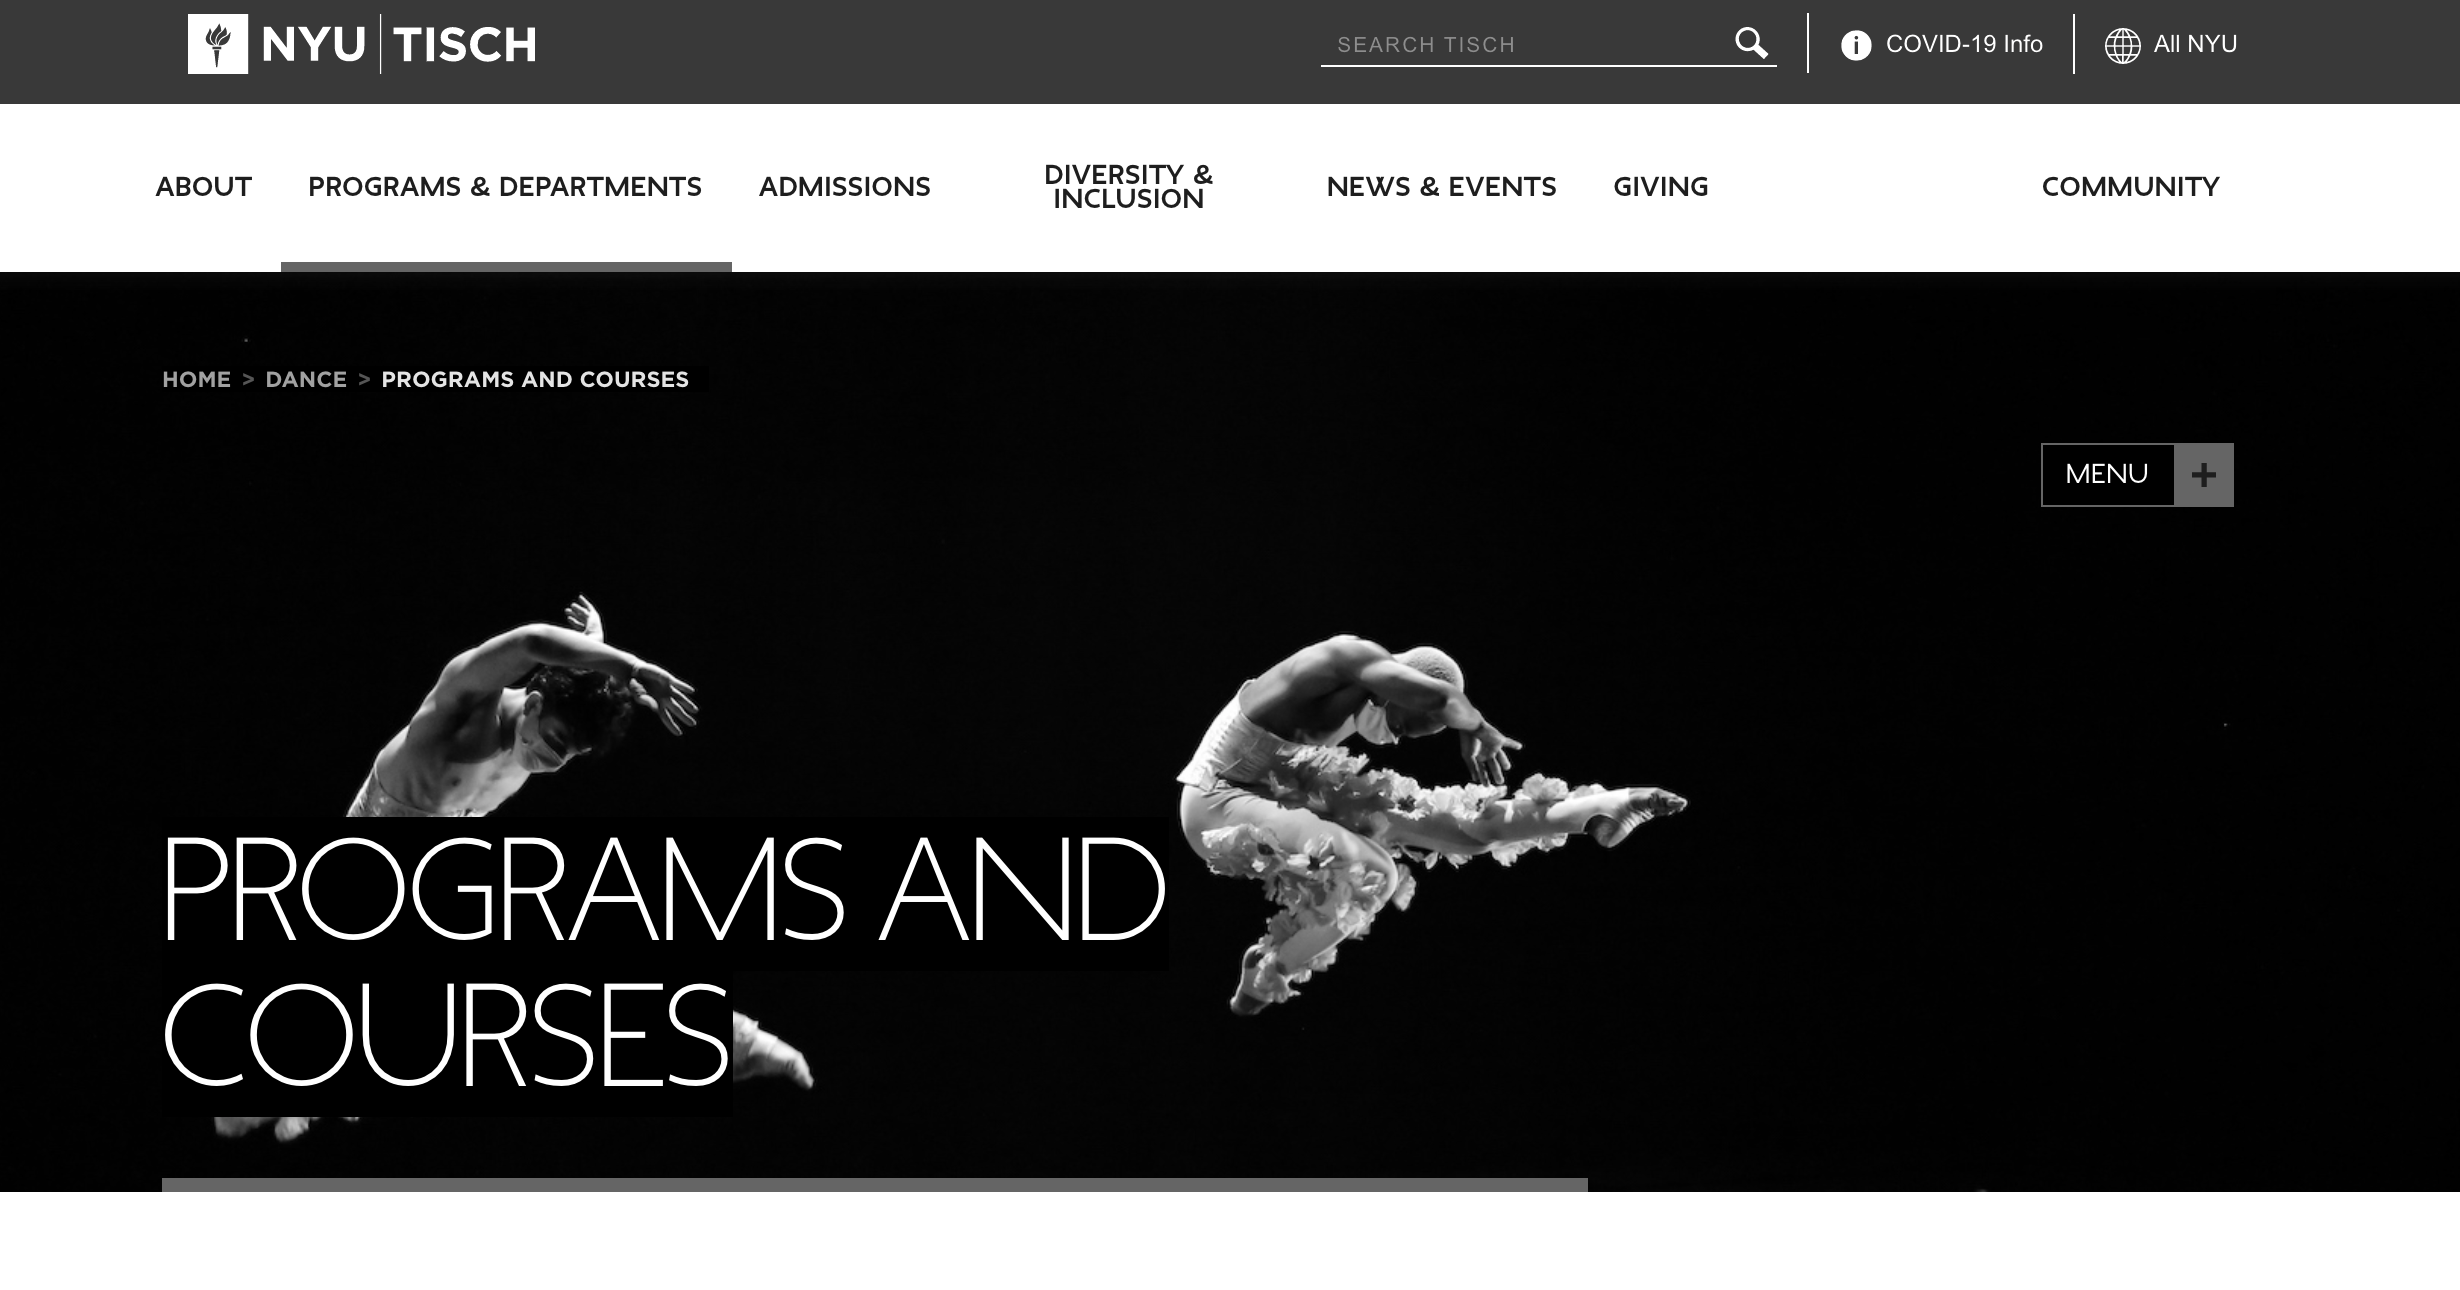 NYU TISCH
SEARCH TISCH
COVID-19 Info
All NYU
ABOUT
PROGRAMS & DEPARTMENTS
ADMISSIONS
DIVERSITY &
INCLUSION
NEWS & EVENTS
GIVING
COMMUNITY
HOME > DANCE > PROGRAMS AND COURSES
MENU +
PROGRAMS AND
COURSES